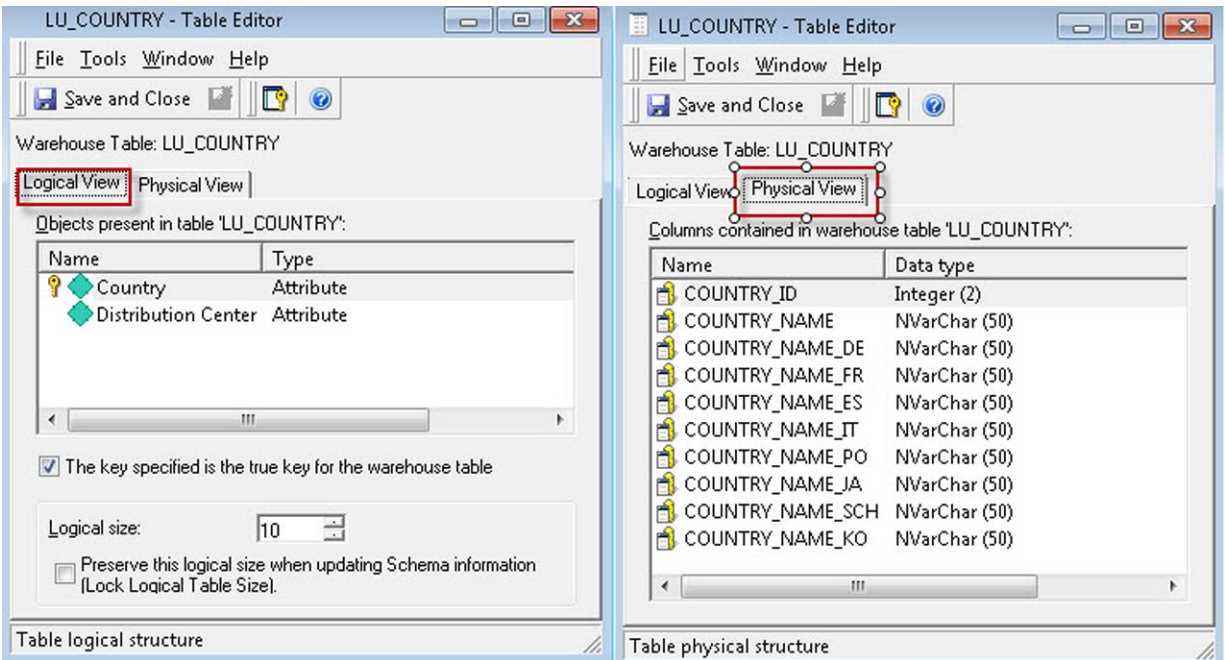 LU_COUNTRY - Table Editor
File Tools Window Help
Save and Close
Warehouse Table: LU_COUNTRY
Logical View Physical View
Objects present in table 'LU_COUNTRY':
Name Type
Country Attribute
Distribution Center Attribute
The key specified is the true key for the warehouse table
Logical size: 10
Preserve this logical size when updating Schema information
(Lock Logical Table Size).
Table logical structure
LU_COUNTRY - Table Editor
File Tools Window Help
Save and Close
Warehouse Table: LU_COUNTRY
Logical View Physical View
Columns contained in warehouse table 'LU_COUNTRY':
Name Data type
COUNTRY_ID Integer (2)
COUNTRY_NAME NVarChar (50)
COUNTRY_NAME_DE NVarChar (50)
COUNTRY_NAME_FR NVarChar (50)
COUNTRY_NAME_ES NVarChar (50)
COUNTRY_NAME_IT NVarChar (50)
COUNTRY_NAME_PO NVarChar (50)
COUNTRY_NAME_JA NVarChar (50)
COUNTRY_NAME_SCH NVarChar (50)
COUNTRY_NAME_KO NVarChar (50)
Table physical structure